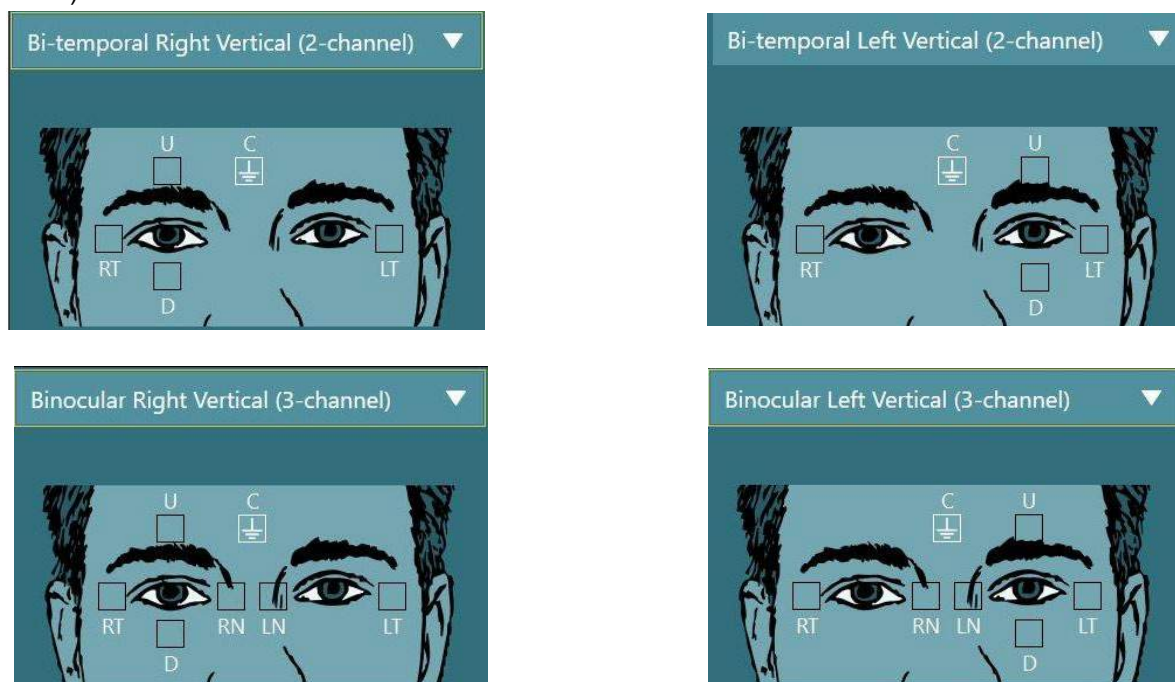 Bi-temporal Right Vertical (2-channel)
U C
RT LT
D
Bi-temporal Left Vertical (2-channel)
C U
RT LT
D
Binocular Right Vertical (3-channel)
U C
RT RN LN LT
D
Binocular Left Vertical (3-channel)
C U
RT RN LN LT
D